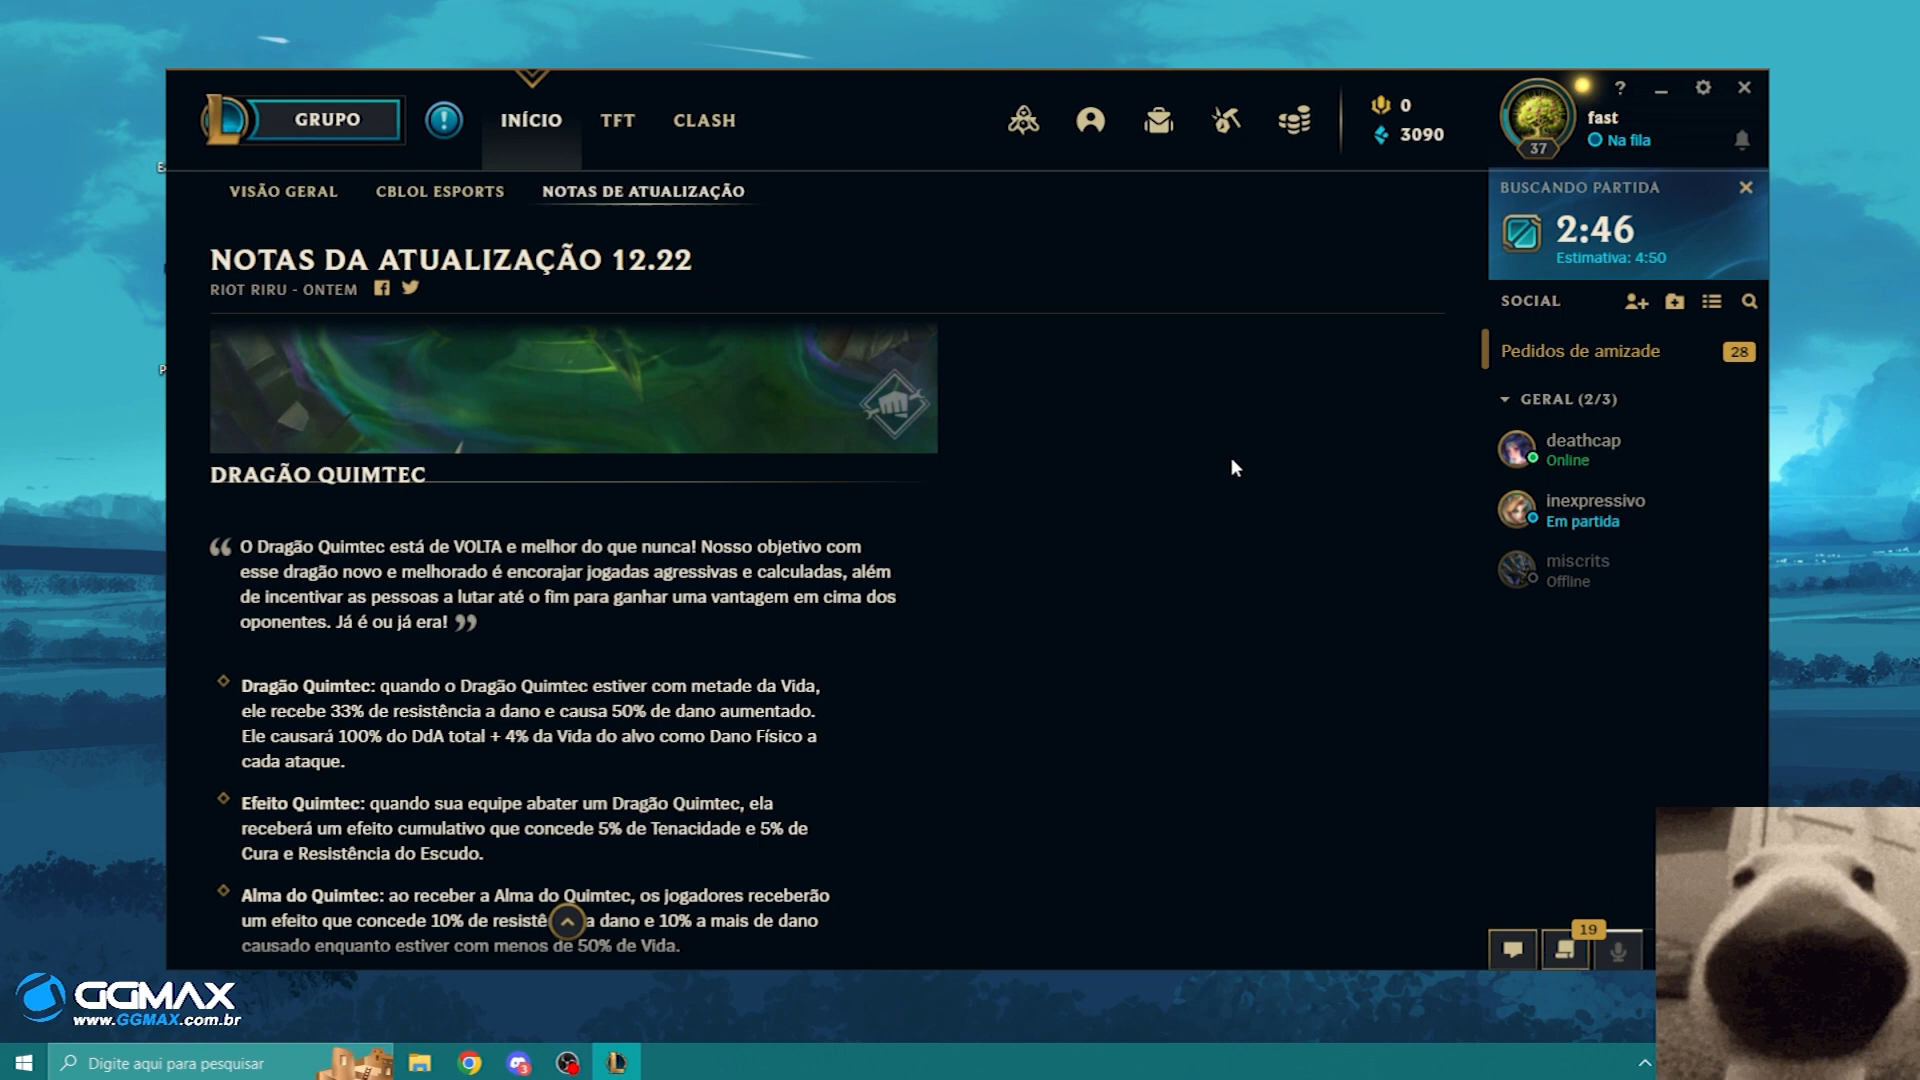 GRUPO
INÍCIO
TFT
CLASH
0
3090
37
fast
Na fila
?
VISÃO GERAL
CBLOL ESPORTS
NOTAS DE ATUALIZAÇÃO
BUSCANDO PARTIDA
2:46
Estimativa: 4:50
NOTAS DA ATUALIZAÇÃO 12.22
RIOT RIRU - ONTEM
SOCIAL
Pedidos de amizade
28
GERAL (2/3)
deathcap
Online
inexpressivo
Em partida
miscrits
Offline
DRAGÃO QUIMTEC
“ O Dragão Quimtec está de VOLTA e melhor do que nunca! Nosso objetivo com
esse dragão novo e melhorado é encorajar jogadas agressivas e calculadas, além
de incentivar as pessoas a lutar até o fim para ganhar uma vantagem em cima dos
oponentes. Já é ou já era! ”
Dragão Quimtec: quando o Dragão Quimtec estiver com metade da Vida,
ele recebe 33% de resistência a dano e causa 50% de dano aumentado.
Ele causará 100% do DdA total + 4% da Vida do alvo como Dano Físico a
cada ataque.
Efeito Quimtec: quando sua equipe abater um Dragão Quimtec, ela
receberá um efeito cumulativo que concede 5% de Tenacidade e 5% de
Cura e Resistência do Escudo.
Alma do Quimtec: ao receber a Alma do Quimtec, os jogadores receberão
um efeito que concede 10% de resistê a dano e 10% a mais de dano
causado enquanto estiver com menos de 50% de Vida.
19
GGMAX
www.GGMAX.com.br
Digite aqui para pesquisar
3